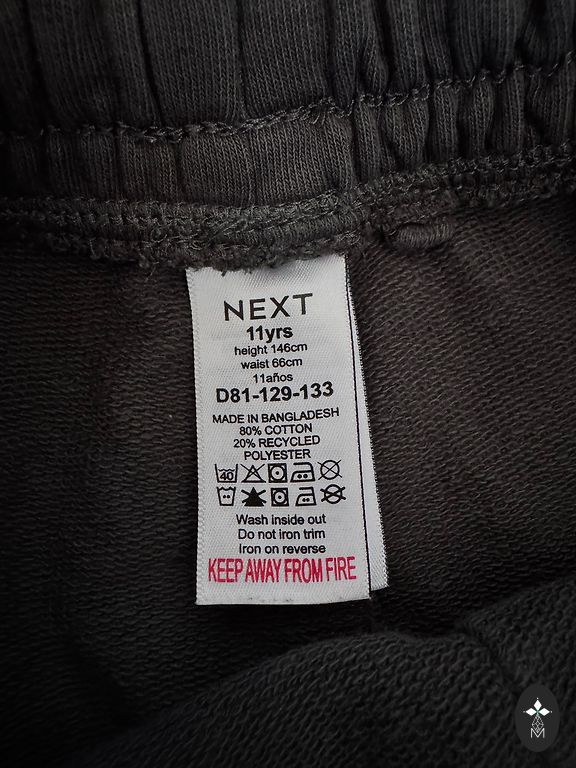 NEXT
11yrs
height 146cm
waist 66cm
11años
D81-129-133
MADE IN BANGLADESH
80% COTTON
20% RECYCLED
POLYESTER
40
Wash inside out
Do not iron trim
Iron on reverse
KEEP AWAY FROM FIRE
M